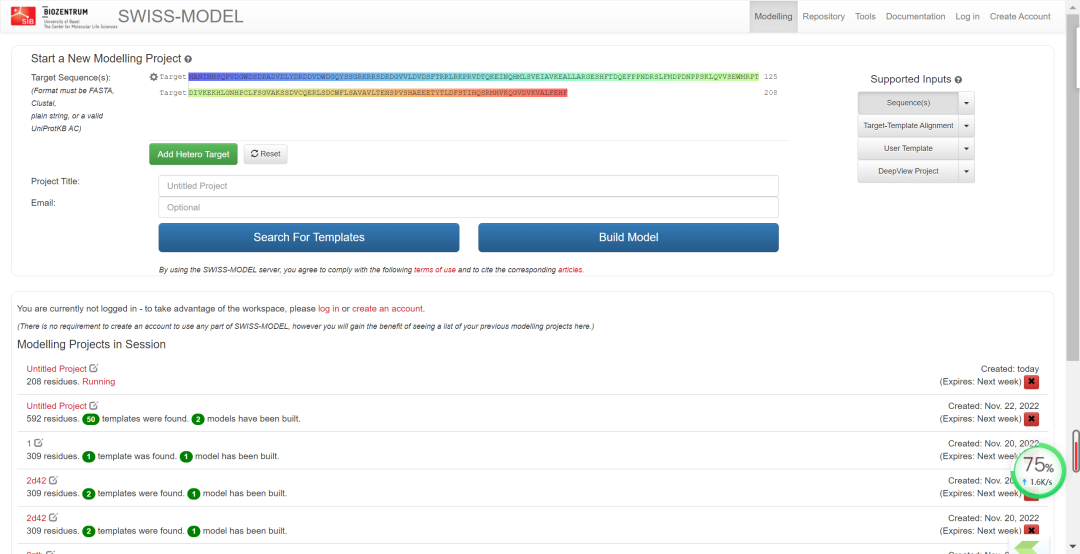 SIB
BIOZENTRUM
University of Basel
The Center for Molecular Life Sciences
SWISS-MODEL
Modelling Repository Tools Documentation Log in Create Account
Start a New Modelling Project
Target Sequence(s):
(Format must be FASTA,
Clustal,
plain string, or a valid
UniProtKB AC)
Target
125
Target
208
Add Hetero Target
Reset
Supported Inputs
Sequence(s)
Target-Template Alignment
User Template
DeepView Project
Project Title:
Untitled Project
Email:
Optional
Search For Templates
Build Model
By using the SWISS-MODEL server, you agree to comply with the following terms of use and to cite the corresponding articles.
You are currently not logged in - to take advantage of the workspace, please log in or create an account.
(There is no requirement to create an account to use any part of SWISS-MODEL, however you will gain the benefit of seeing a list of your previous modelling projects here.)
Modelling Projects in Session
Untitled Project Created: today
208 residues. Running (Expires: Next week)
Untitled Project Created: Nov. 22, 2022
592 residues. 50 templates were found. 2 models have been built. (Expires: Next week)
1 Created: Nov. 20, 2022
309 residues. 1 template was found. 1 model has been built. (Expires: Next week)
2d42 Created: Nov. 20
309 residues. 2 templates were found. 1 model has been built. (Expires: Next week)
75%
1.6K/s
2d42 Created: Nov. 20, 2022
309 residues. 2 templates were found. 1 model has been built. (Expires: Next week)